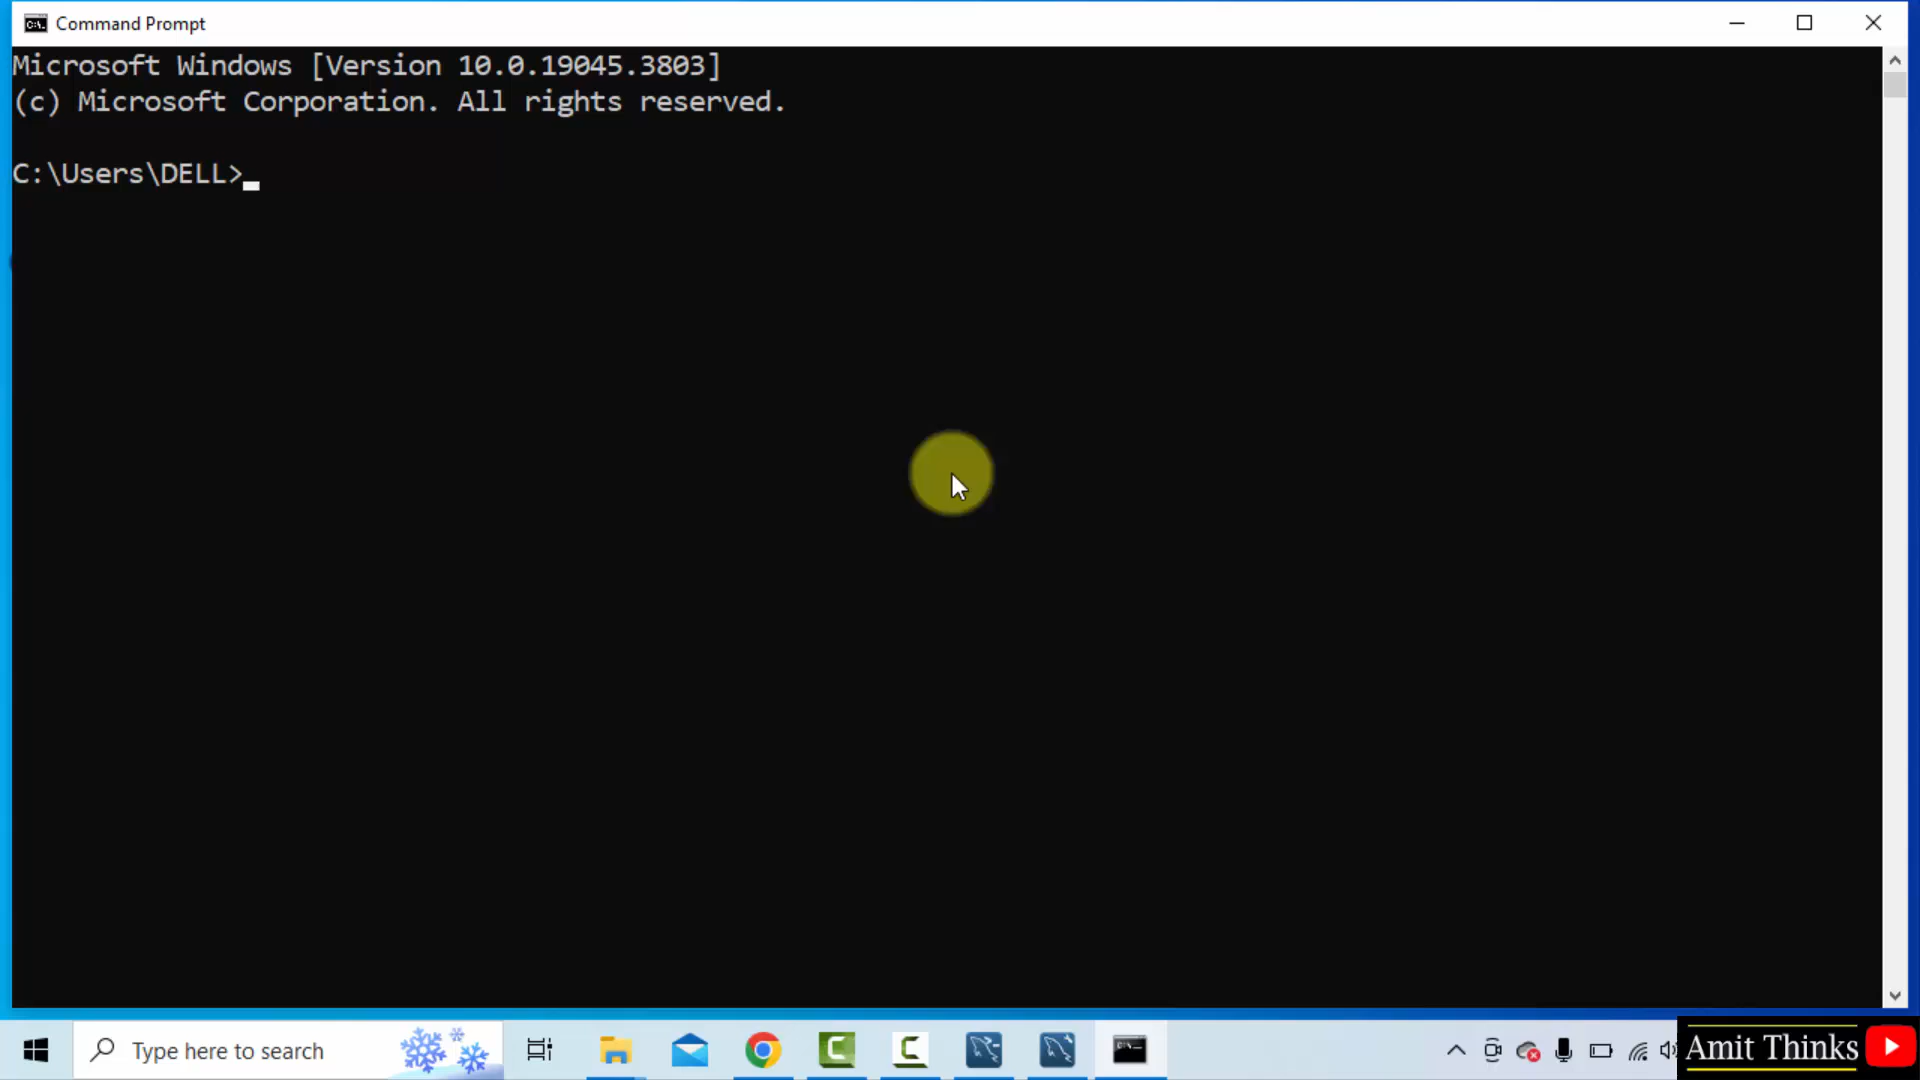 Command Prompt
Microsoft Windows [Version 10.0.19045.3803]
(c) Microsoft Corporation. All rights reserved.
C:\Users\DELL>
Type here to search
Amit Thinks